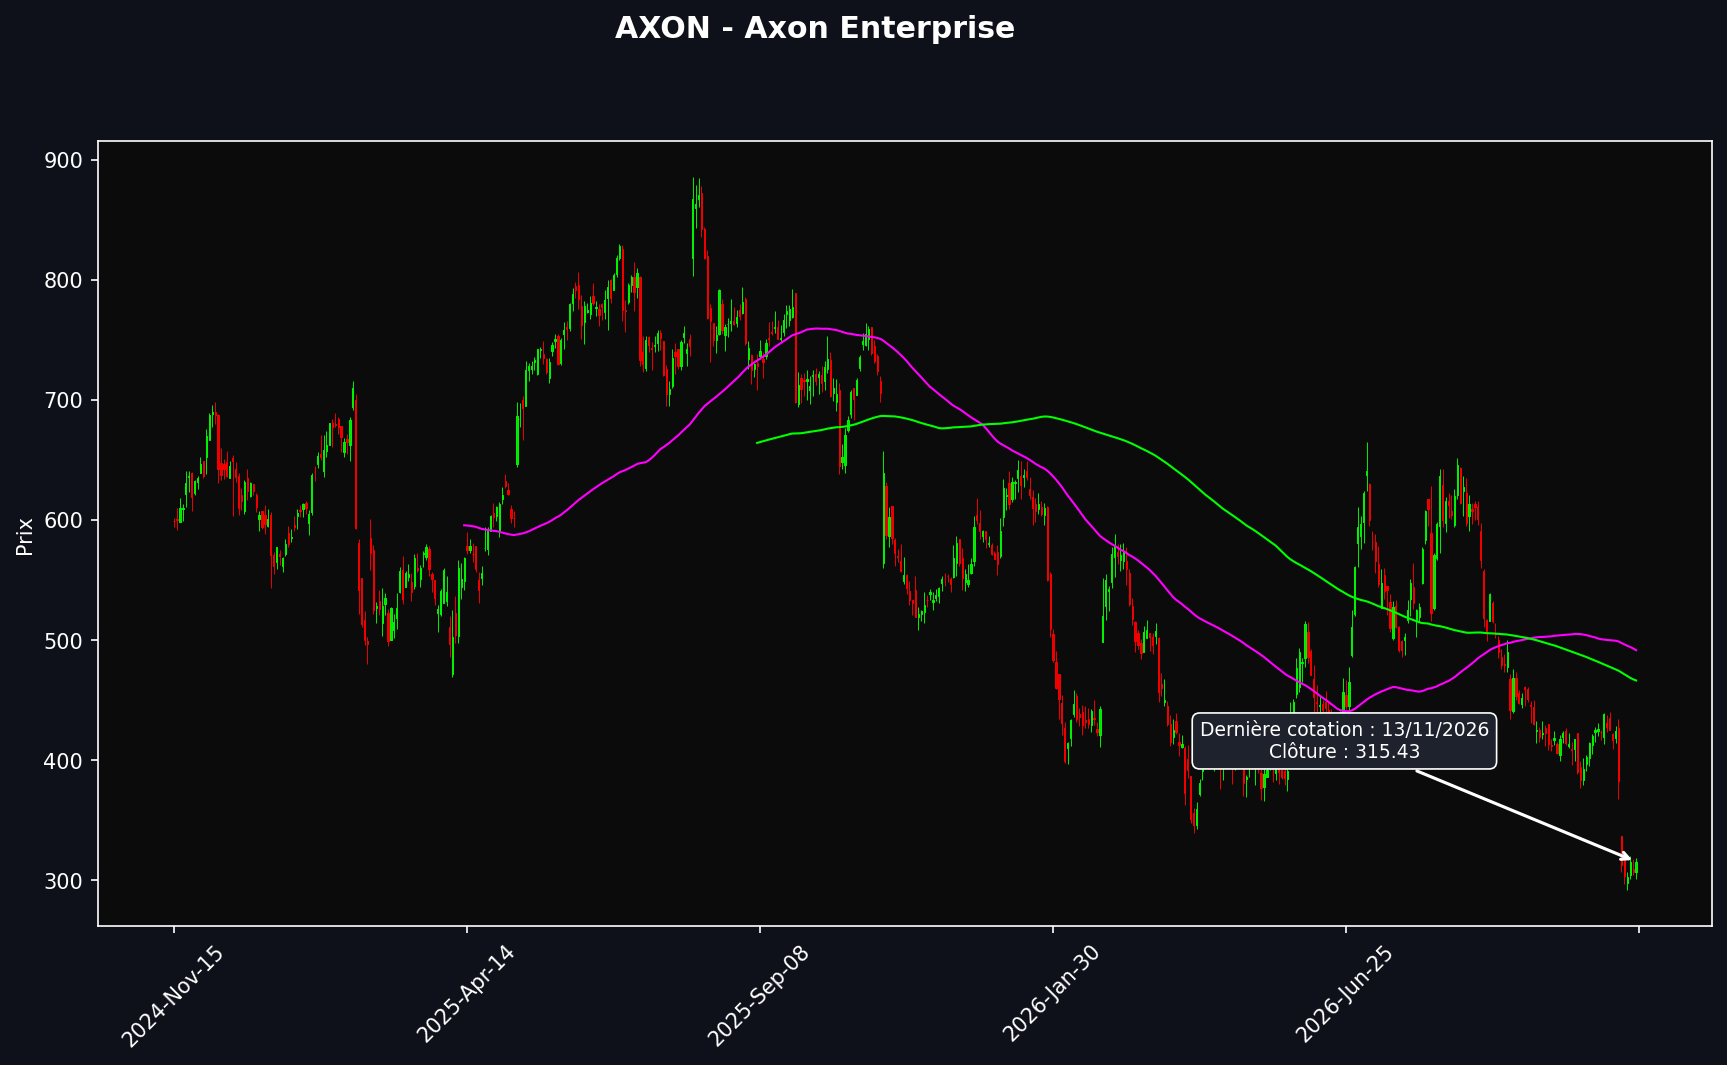 AXON - Axon Enterprise
Prix
900
800
700
600
500
400
300
Dernière cotation : 13/11/2026
Clôture : 315.43
2024-Nov-15
2025-Apr-14
2025-Sep-08
2026-Jan-30
2026-Jun-25